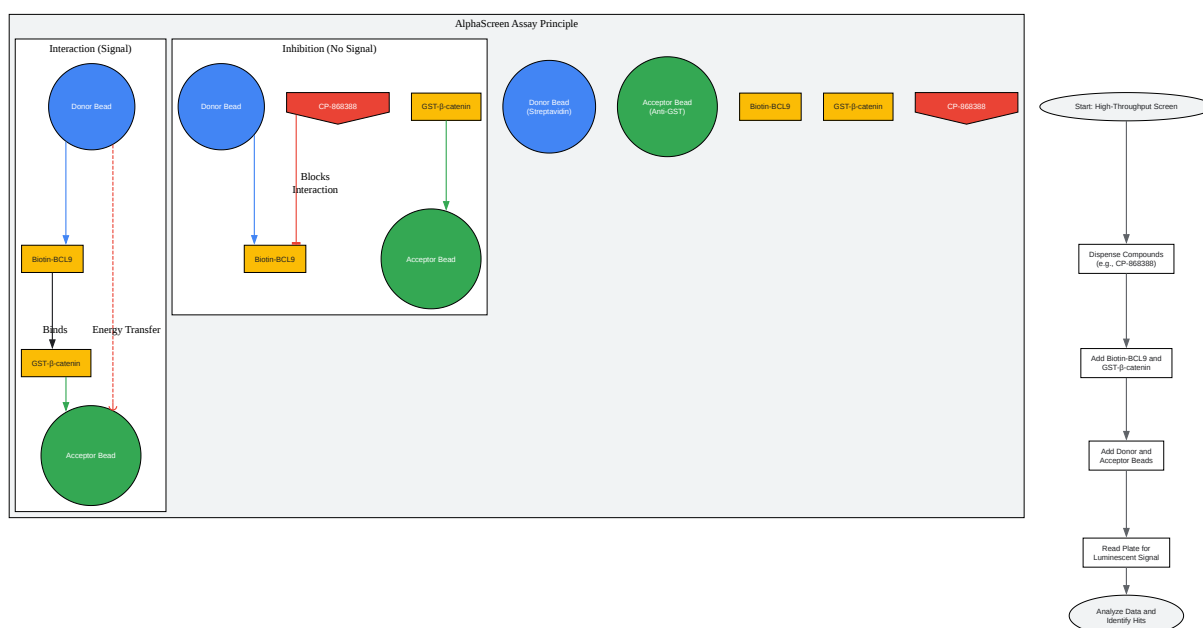 AlphaScreen Assay Principle
Interaction (Signal)
Donor Bead
Biotin-BCL9
Binds
Energy Transfer
GST-β-catenin
Acceptor Bead
Inhibition (No Signal)
Donor Bead
CP-868388
GST-β-catenin
Blocks
Interaction
Biotin-BCL9
Acceptor Bead
Donor Bead
(Streptavidin)
Acceptor Bead
(Anti-GST)
Biotin-BCL9
GST-β-catenin
CP-868388
Start: High-Throughput Screen
Dispense Compounds
(e.g., CP-868388)
Add Biotin-BCL9 and
GST-β-catenin
Add Donor and
Acceptor Beads
Read Plate for
Luminescent Signal
Analyze Data and
Identify Hits